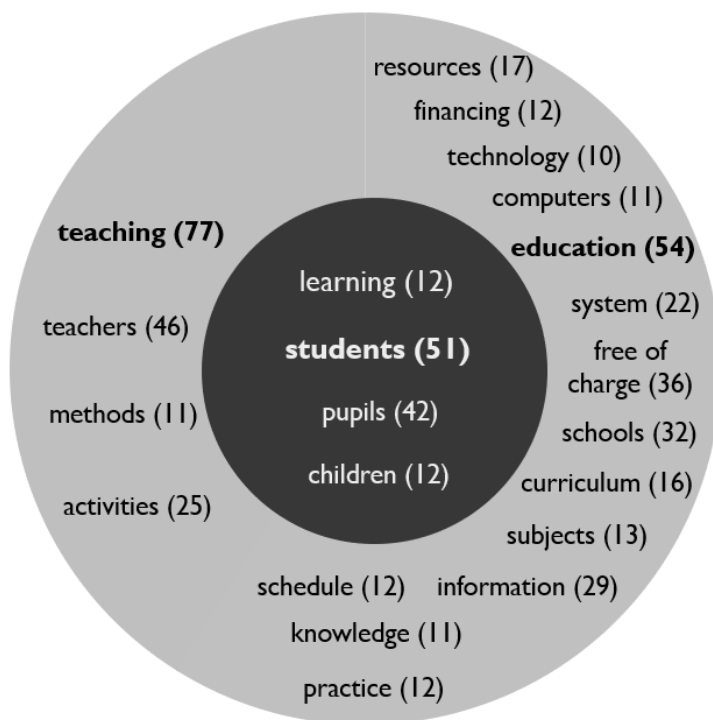 resources (17)
financing (12)
technology (10)
computers (11)
education (54)
system (22)
free of
charge (36)
schools (32)
curriculum (16)
subjects (13)
information (29)
schedule (12)
knowledge (11)
practice (12)
teaching (77)
teachers (46)
methods (11)
activities (25)
learning (12)
students (51)
pupils (42)
children (12)